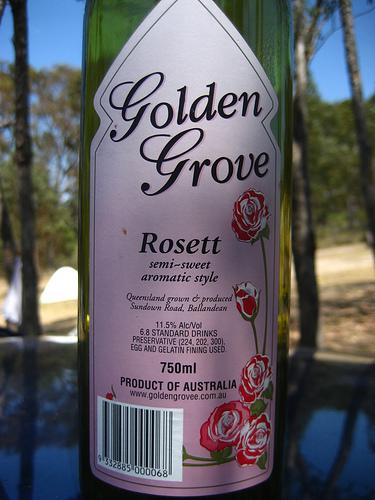 Golden
Grove
Rosett
semi-sweet
aromatic style
Queensland grown & produced
Sundown Road, Ballandean
11.5% Alc/Vol
6.8 STANDARD DRINKS
PRESERVATIVE (224, 202, 300),
EGG AND GELATIN FINING USED.
750ml
PRODUCT OF AUSTRALIA
www.goldengrovee.com.au
9 332885 000068